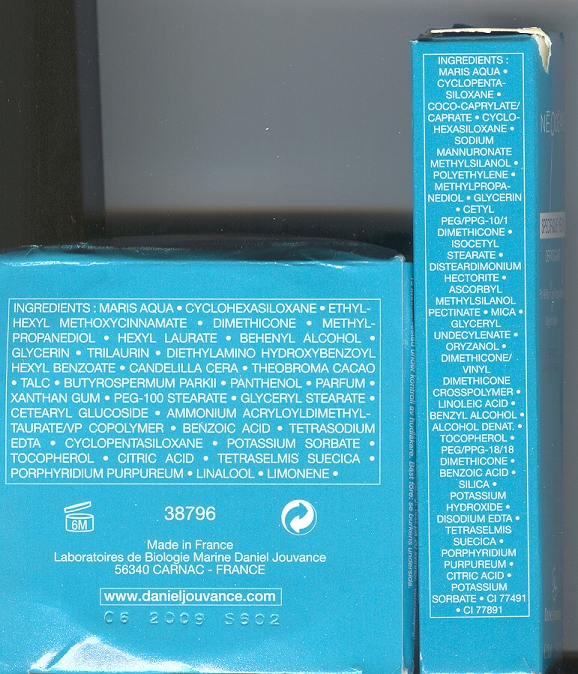 INGREDIENTS : MARIS AQUA • CYCLOHEXASILOXANE • ETHYL-
HEXYL METHOXYCINNAMATE • DIMETHICONE • METHYL-
PROPANEDIOL • HEXYL LAURATE • BEHENYL ALCOHOL •
GLYCERIN • TRILAURIN • DIETHYLAMINO HYDROXYBENZOYL
HEXYL BENZOATE • CANDELILLA CERA • THEOBROMA CACAO
• TALC • BUTYROSPERMUM PARKII • PANTHENOL • PARFUM •
XANTHAN GUM • PEG-100 STEARATE • GLYCERYL STEARATE •
CETEARYL GLUCOSIDE • AMMONIUM ACRYLOYLDIMETHYL-
TAURATE/VP COPOLYMER • BENZOIC ACID • TETRASODIUM
EDTA • CYCLOPENTASILOXANE • POTASSIUM SORBATE •
TOCOPHEROL • CITRIC ACID • TETRASELMIS SUECICA •
PORPHYRIDIUM PURPUREUM • LINALOOL • LIMONENE •
6M
38796
Made in France
Laboratoires de Biologie Marine Daniel Jouvance
56340 CARNAC - FRANCE
www.danieljouvance.com
C6 2009 S602
INGREDIENTS :
MARIS AQUA •
CYCLOPENTA-
SILOXANE •
COCO-CAPRYLATE/
CAPRATE • CYCLO-
HEXASILOXANE •
SODIUM
MANNURONATE
METHYLSILANOL •
POLYETHYLENE •
METHYLPROPA-
NEDIOL • GLYCERIN
• CETYL
PEG/PPG-10/1
DIMETHICONE •
ISOCETYL
STEARATE •
DISTEARDIMONIUM
HECTORITE •
ASCORBYL
METHYLSILANOL
PECTINATE • MICA •
GLYCERYL
UNDECYLENATE •
ORYZANOL •
DIMETHICONE/
VINYL
DIMETHICONE
CROSSPOLYMER •
LINOLEIC ACID •
BENZYL ALCOHOL •
ALCOHOL DENAT. •
TOCOPHEROL •
PEG/PPG-18/18
DIMETHICONE •
BENZOIC ACID •
SILICA •
POTASSIUM
HYDROXIDE •
DISODIUM EDTA •
TETRASELMIS
SUECICA •
PORPHYRIDIUM
PURPUREUM •
CITRIC ACID •
POTASSIUM
SORBATE • CI 77491
• CI 77891